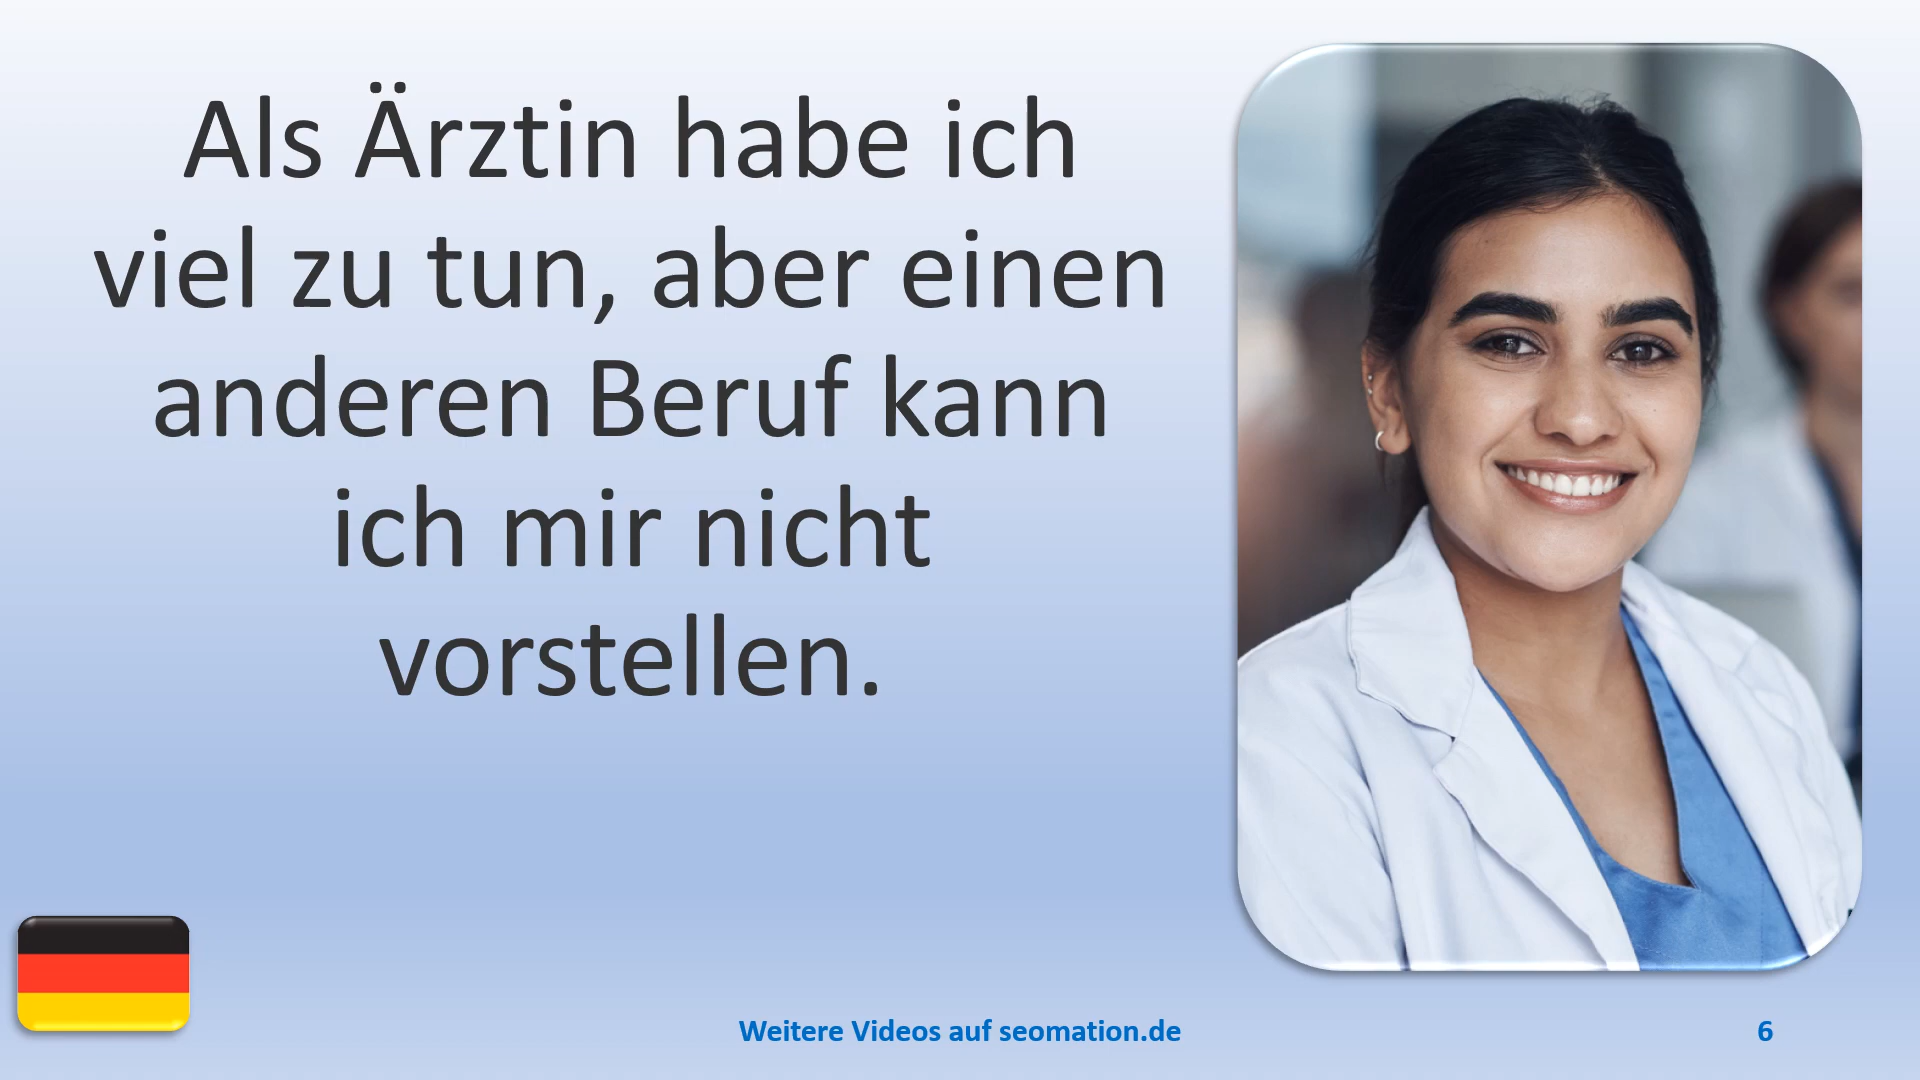 Als Ärztin habe ich
viel zu tun, aber einen
anderen Beruf kann
ich mir nicht
vorstellen.
Weitere Videos auf seomation.de
6